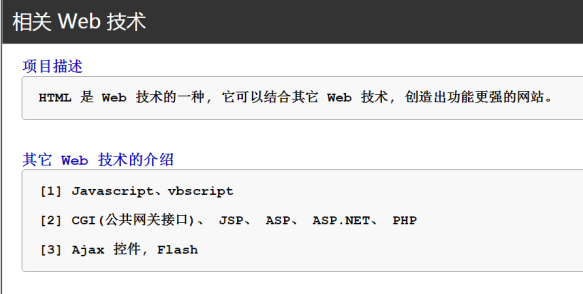 相关 Web 技术
项目描述
HTML 是 Web 技术的一种, 它可以结合其它 Web 技术, 创造出功能更强的网站。
其它 Web 技术的介绍
[1] Javascript、vbscript
[2] CGI(公共网关接口)、 JSP、 ASP、 ASP.NET、 PHP
[3] Ajax 控件, Flash